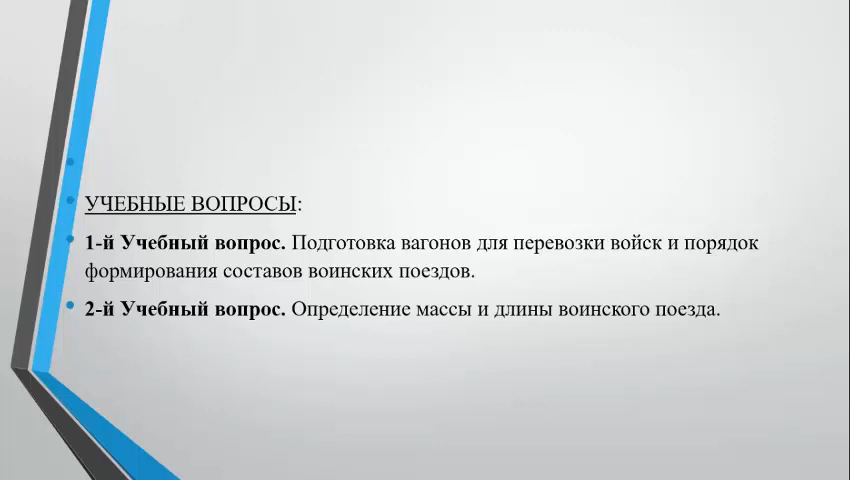 УЧЕБНЫЕ ВОПРОСЫ:
1-й Учебный вопрос. Подготовка вагонов для перевозки войск и порядок
формирования составов воинских поездов.
2-й Учебный вопрос. Определение массы и длины воинского поезда.